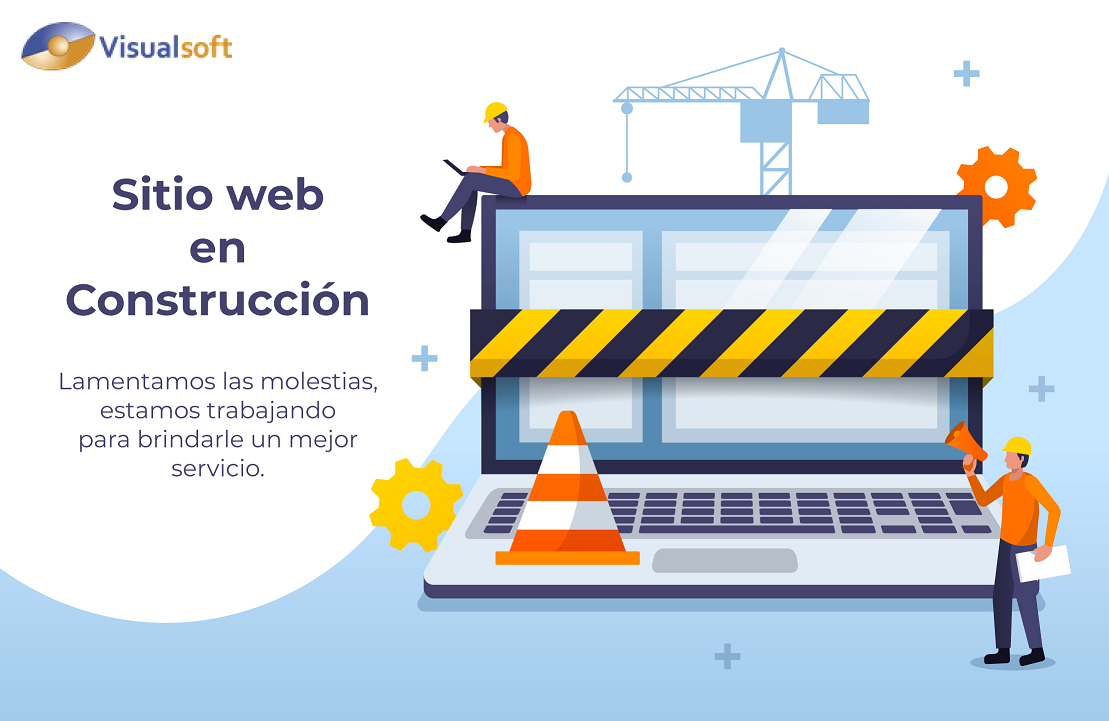 Visualsoft
Sitio web
en
Construcción
Lamentamos las molestias,
estamos trabajando
para brindarle un mejor
servicio.